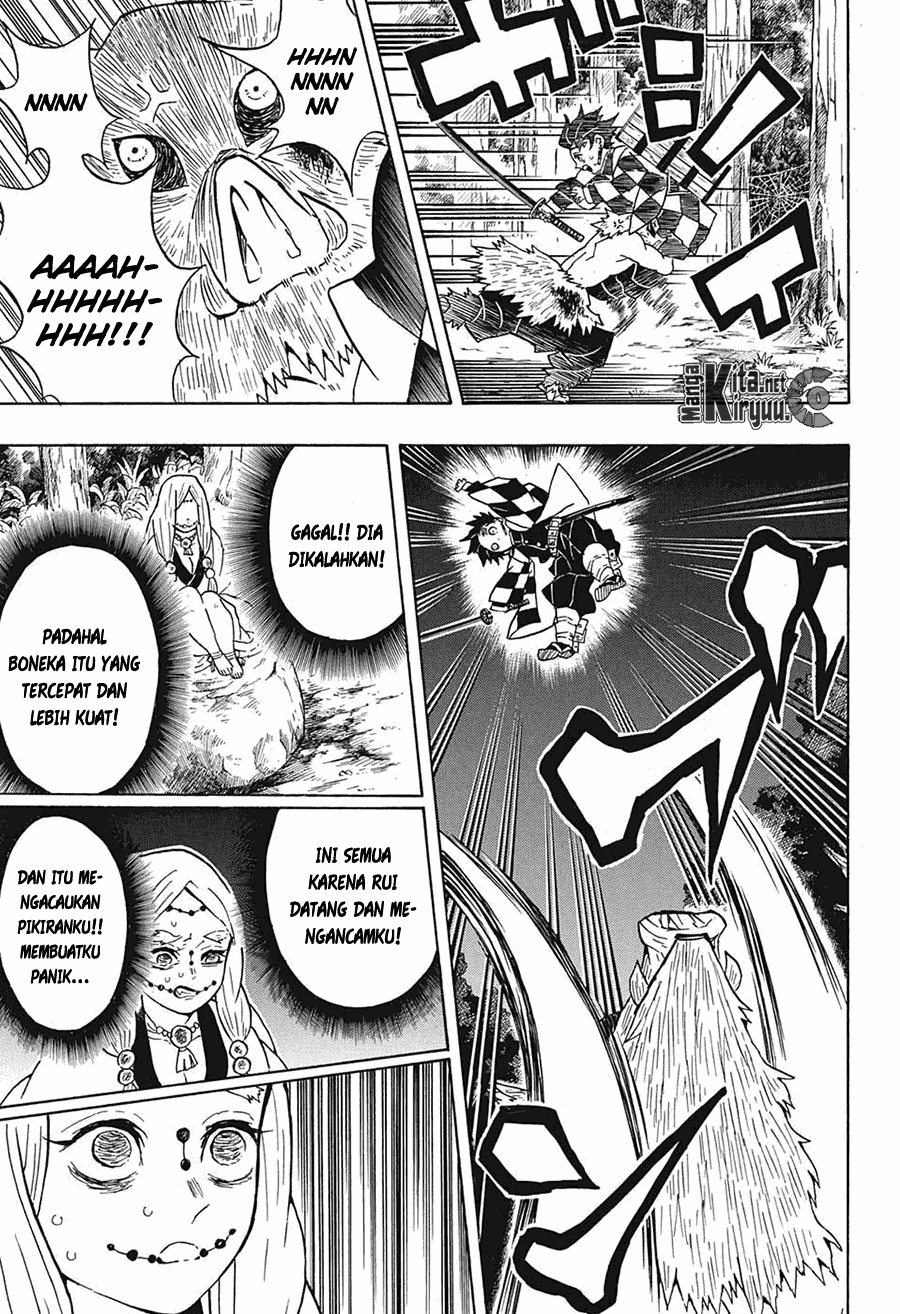 HHHN
NNNN
NN
NNNN
AAAAH-
HHHHH-
HHH!!!
Manga
Kita.net
Kiryuu.
GAGAL!! DIA
DIKALAHKAN!
PADAHAL
BONEKA ITU YANG
TERCEPAT DAN
LEBIH KUAT!
INI SEMUA
KARENA RUI
DATANG DAN ME-
NGANCAMKU!
DAN ITU ME-
NGACAUKAN
PIKIRANKU!!
MEMBUATKU
PANIK...